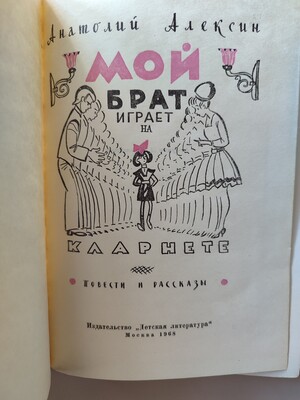 Анатолий Алексин
МОЙ
БРАТ
ИГРАЕТ
НА
КЛАРНЕТЕ
Повести и рассказы
Издательство „Детская литература"
Москва 1968